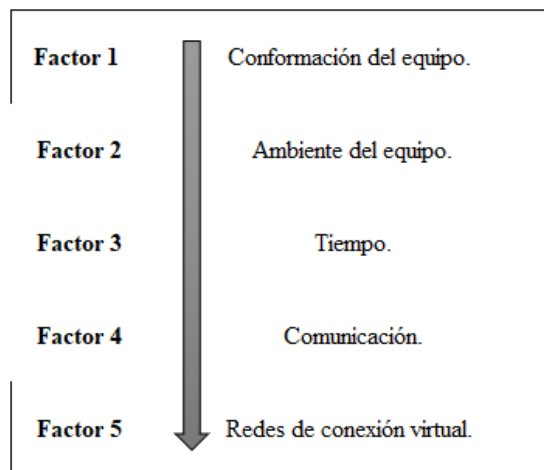 Factor 1 Conformación del equipo.
Factor 2 Ambiente del equipo.
Factor 3 Tiempo.
Factor 4 Comunicación.
Factor 5 Redes de conexión virtual.